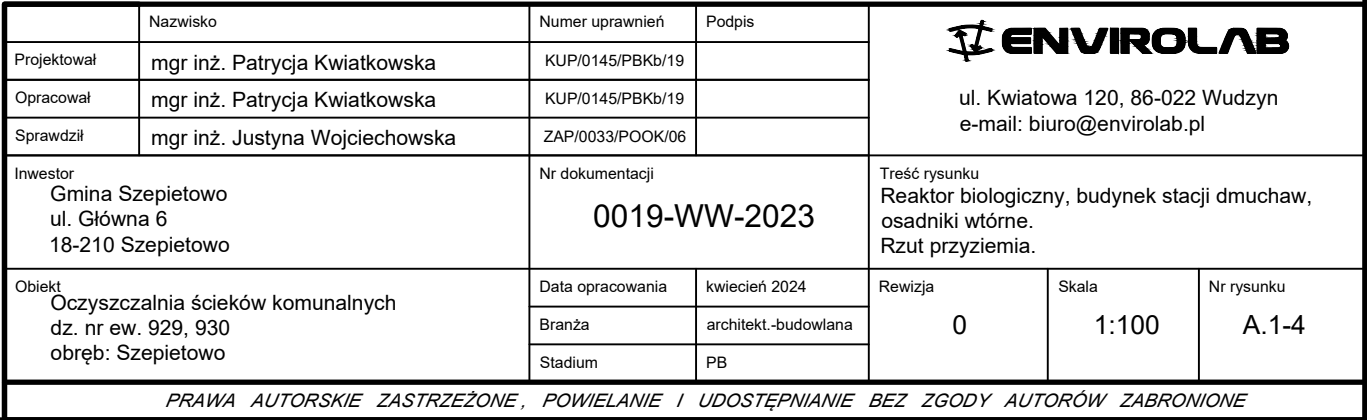 Nazwisko Numer uprawnień Podpis
Projektował mgr inż. Patrycja Kwiatkowska KUP/0145/PBKb/19
Opracował mgr inż. Patrycja Kwiatkowska KUP/0145/PBKb/19
Sprawdził mgr inż. Justyna Wojciechowska ZAP/0033/POOK/06
ENVIROLAB
ul. Kwiatowa 120, 86-022 Wudzyn
e-mail: biuro@envirolab.pl
Inwestor
Gmina Szepietowo
ul. Główna 6
18-210 Szepietowo
Nr dokumentacji
0019-WW-2023
Treść rysunku
Reaktor biologiczny, budynek stacji dmuchaw,
osadniki wtórne.
Rzut przyziemia.
Obiekt
Oczyszczalnia ścieków komunalnych
dz. nr ew. 929, 930
obręb: Szepietowo
Data opracowania kwiecień 2024
Branża architekt.-budowlana
Stadium PB
Rewizja
0
Skala
1:100
Nr rysunku
A.1-4
PRAWA AUTORSKIE ZASTRZEŻONE, POWIELANIE I UDOSTĘPNIANIE BEZ ZGODY AUTORÓW ZABRONIONE